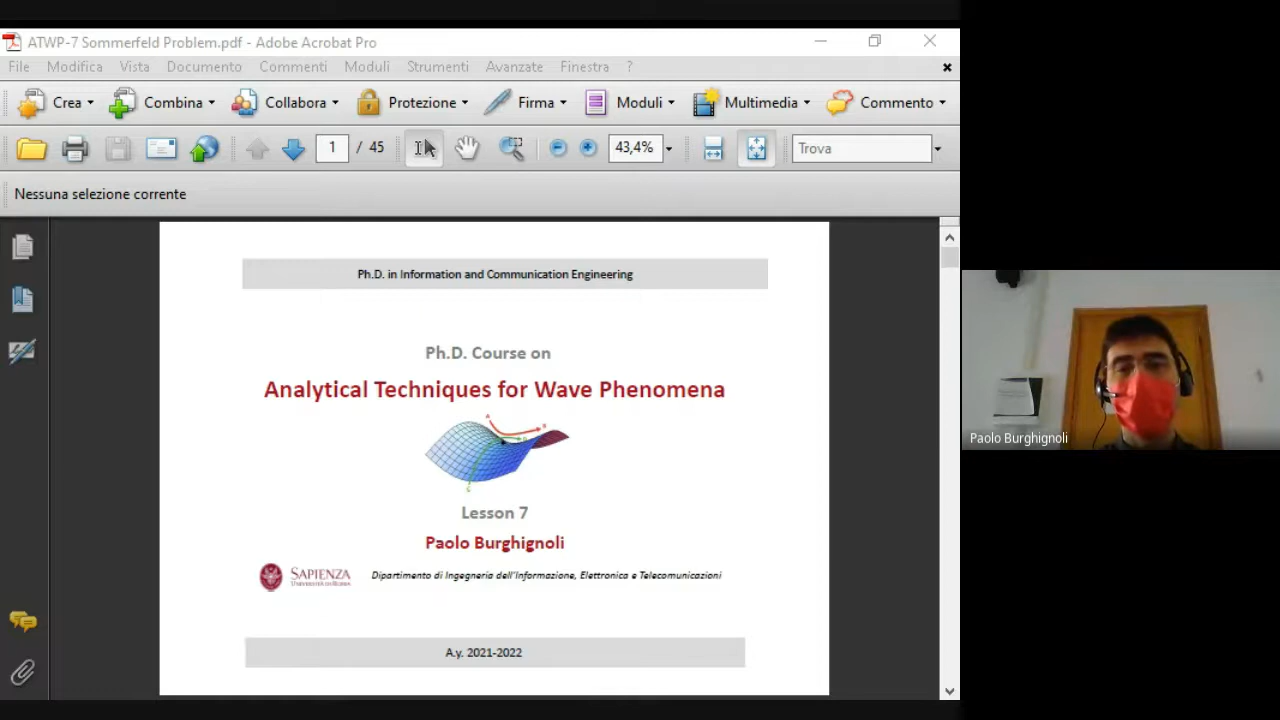 ATWP-7 Sommerfeld Problem.pdf - Adobe Acrobat Pro
File Modifica Vista Documento Commenti Moduli Strumenti Avanzate Finestra ?
Crea Combina Collabora Protezione Firma Moduli Multimedia Commento
1 / 45 43,4% Trova
Nessuna selezione corrente
Ph.D. in Information and Communication Engineering
Ph.D. Course on
Analytical Techniques for Wave Phenomena
Lesson 7
Paolo Burghignoli
SAPIENZA
UNIVERSITÀ DI ROMA
Dipartimento di Ingegneria dell'Informazione, Elettronica e Telecomunicazioni
A.y. 2021-2022
Paolo Burghignoli